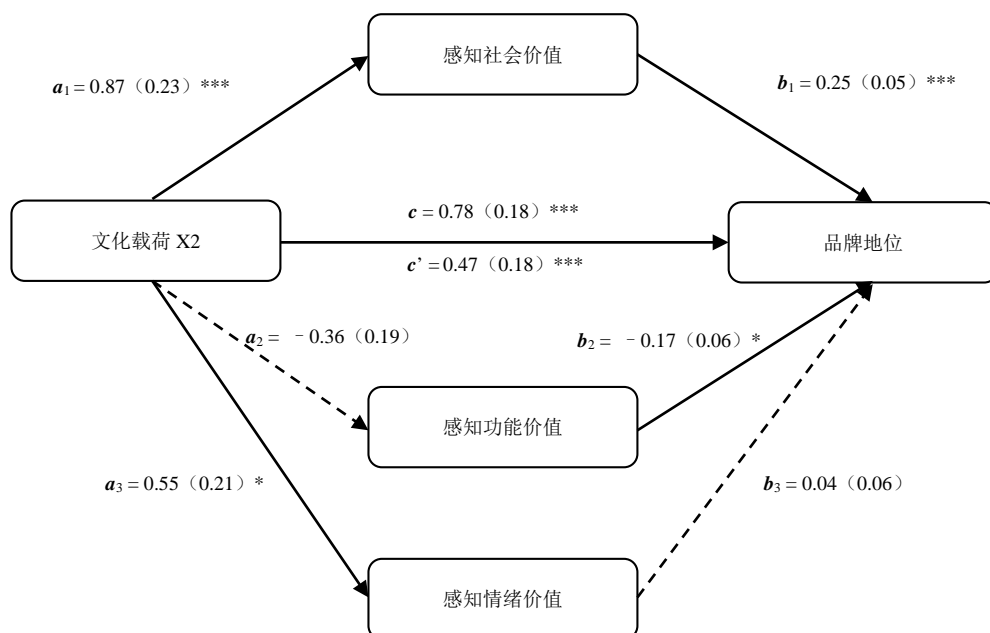 感知社会价值
a1 = 0.87（0.23）***
b1 = 0.25（0.05）***
c = 0.78（0.18）***
文化载荷 X2
品牌地位
c’ = 0.47（0.18）***
a2 = －0.36（0.19）
b2 = －0.17（0.06）*
感知功能价值
a3 = 0.55（0.21）*
b3 = 0.04（0.06）
感知情绪价值